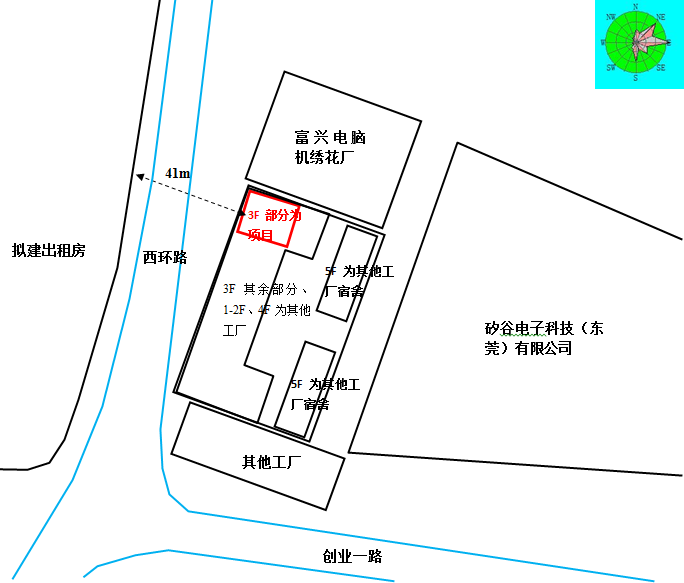 N
NW
NE
W
E
SW
SE
S
富兴电脑
机绣花厂
41m
3F 部分为
项目
拟建出租房
西环路
5F 为其他工
厂宿舍
3F 其余部分、
1-2F、4F 为其他
工厂
矽谷电子科技（东
莞）有限公司
5F 为其他工
厂宿舍
其他工厂
创业一路